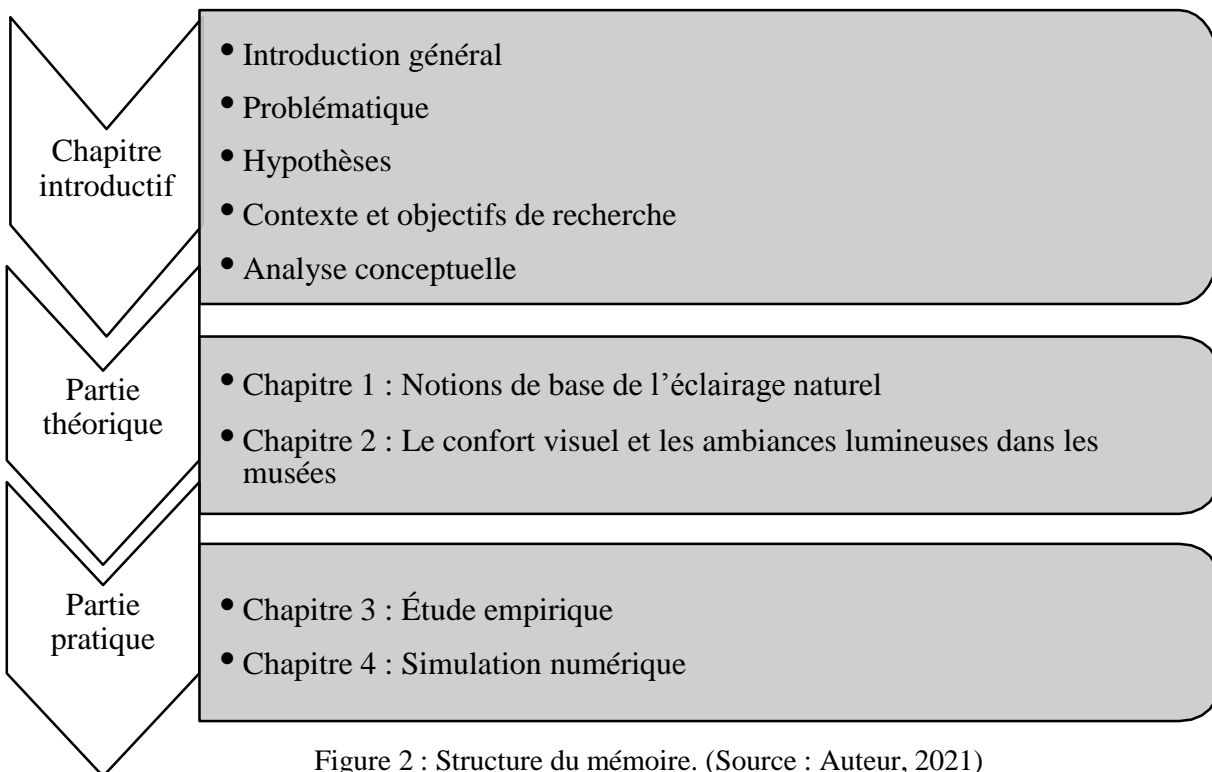 Chapitre
introductif
• Introduction général
• Problématique
• Hypothèses
• Contexte et objectifs de recherche
• Analyse conceptuelle
Partie
théorique
• Chapitre 1 : Notions de base de l’éclairage naturel
• Chapitre 2 : Le confort visuel et les ambiances lumineuses dans les
musées
Partie
pratique
• Chapitre 3 : Étude empirique
• Chapitre 4 : Simulation numérique
Figure 2 : Structure du mémoire. (Source : Auteur, 2021)